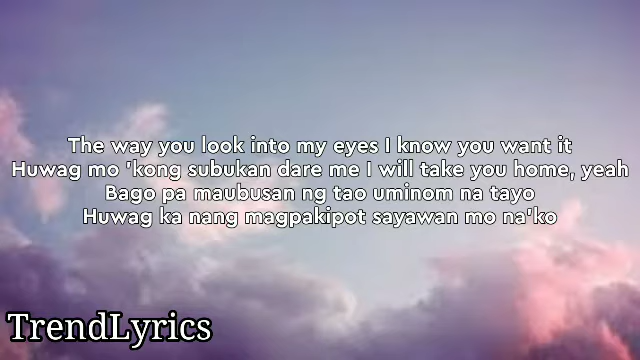 The way you look into my eyes I know you want it
Huwag mo 'kong subukan dare me I will take you home, yeah
Bago pa maubusan ng tao uminom na tayo
Huwag ka nang magpakipot sayawan mo na'ko
TrendLyrics